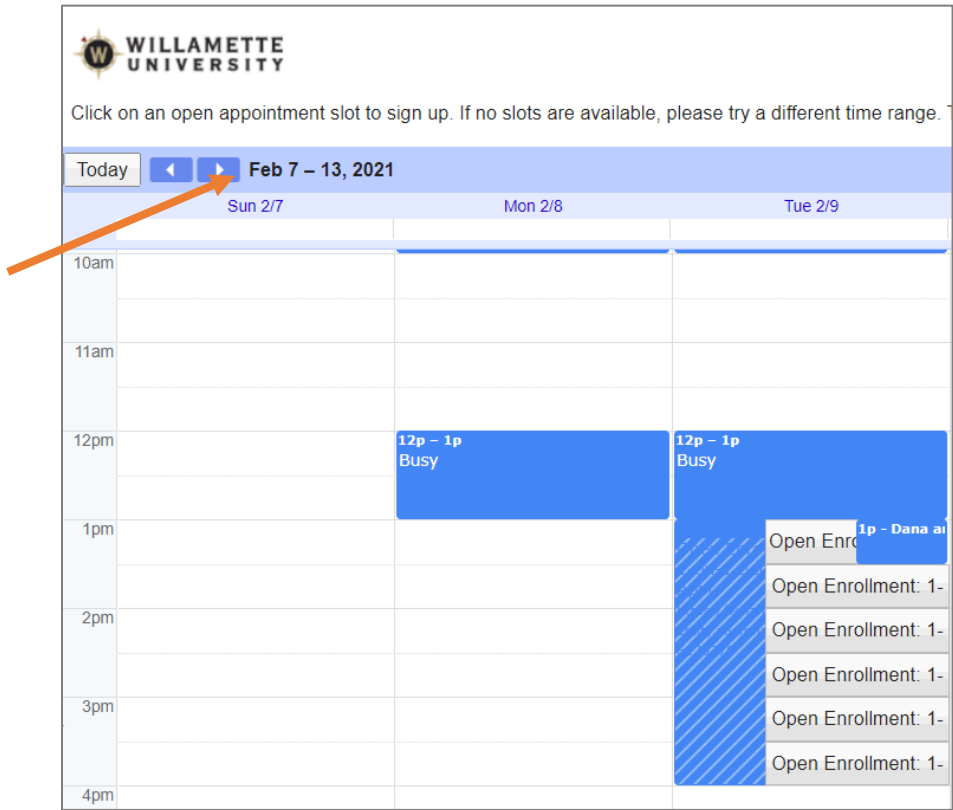 WILLAMETTE
UNIVERSITY
Click on an open appointment slot to sign up. If no slots are available, please try a different time range.
Today Feb 7 – 13, 2021
Sun 2/7 Mon 2/8 Tue 2/9
10am
11am
12pm 12p – 1p 12p – 1p
Busy Busy
1pm 1p - Dana
Open
Open Enrollment: 1-
2pm Open Enrollment: 1-
Open Enrollment: 1-
3pm Open Enrollment: 1-
Open Enrollment: 1-
4pm